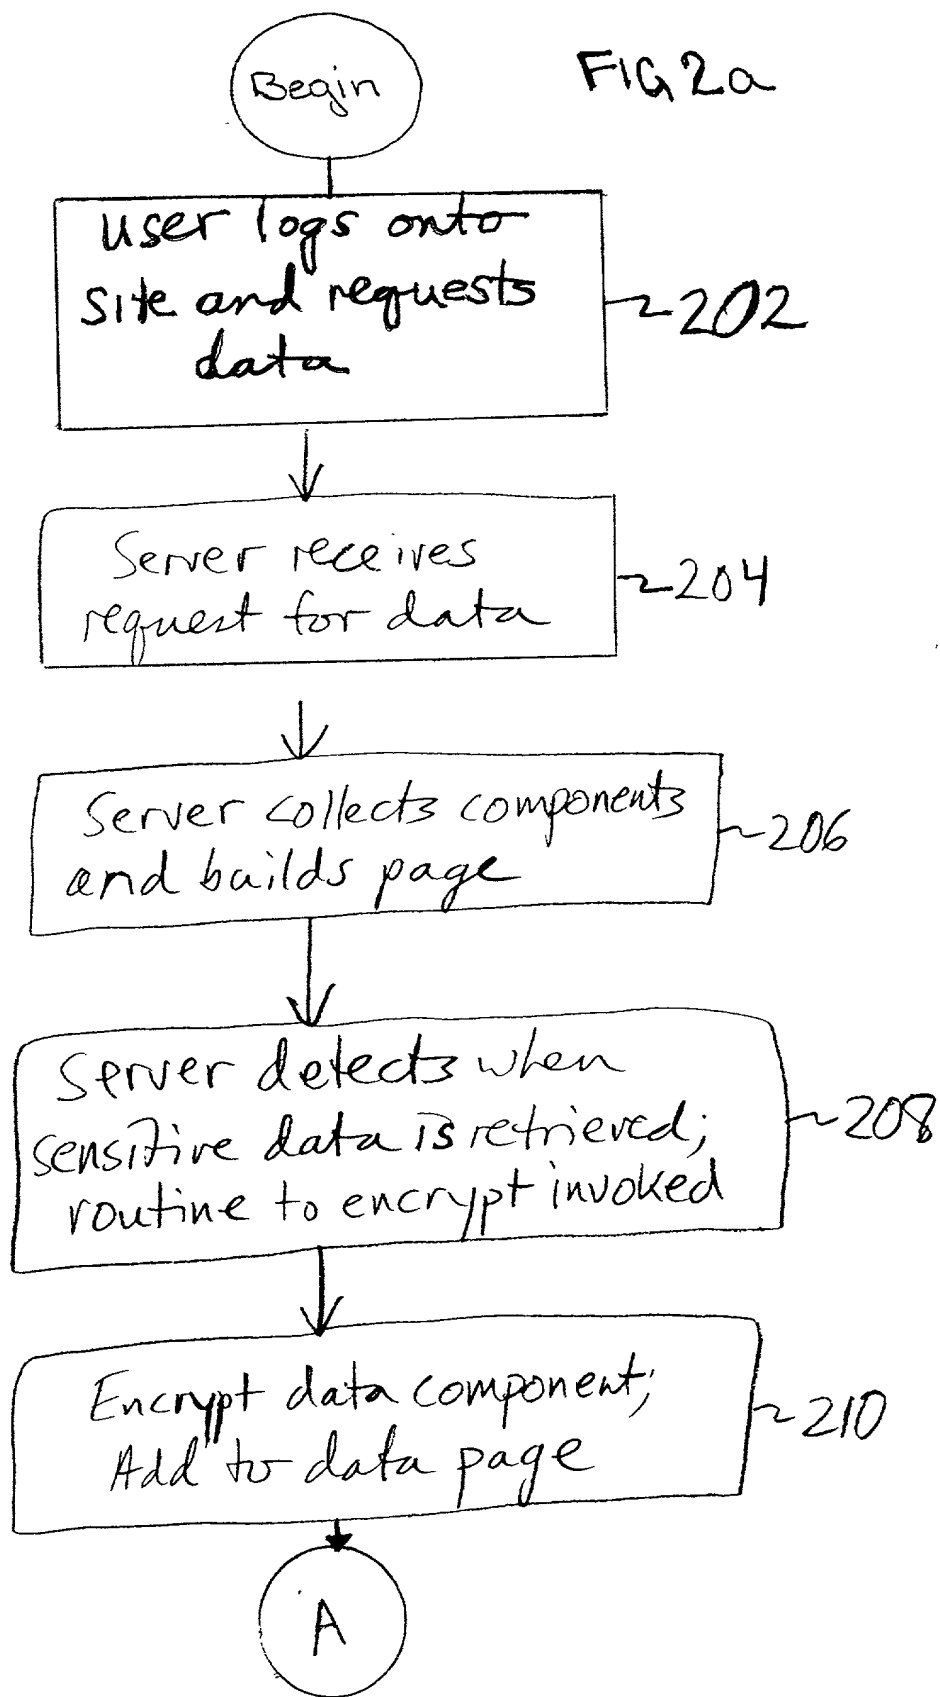 Begin
FIG 2a
user logs onto
site and requests
data
202
Server receives
request for data
204
Server collects components
and builds page
206
Server detects when
sensitive data is retrieved;
routine to encrypt invoked
208
Encrypt data component;
Add to data page
210
A